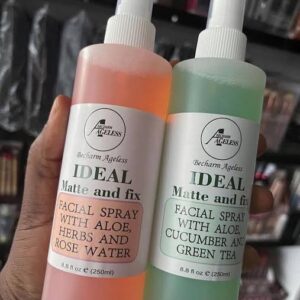 BECHARM
AGELESS
Becharm Ageless
IDEAL
Matte and fix
FACIAL SPRAY
WITH ALOE,
HERBS AND
ROSE WATER
8.8 fl oz (250ml)
BECHARM
AGELESS
Becharm Ageless
IDEAL
Matte and fix
FACIAL SPRAY
WITH ALOE,
CUCUMBER AND
GREEN TEA
8.8 fl oz (250ml)